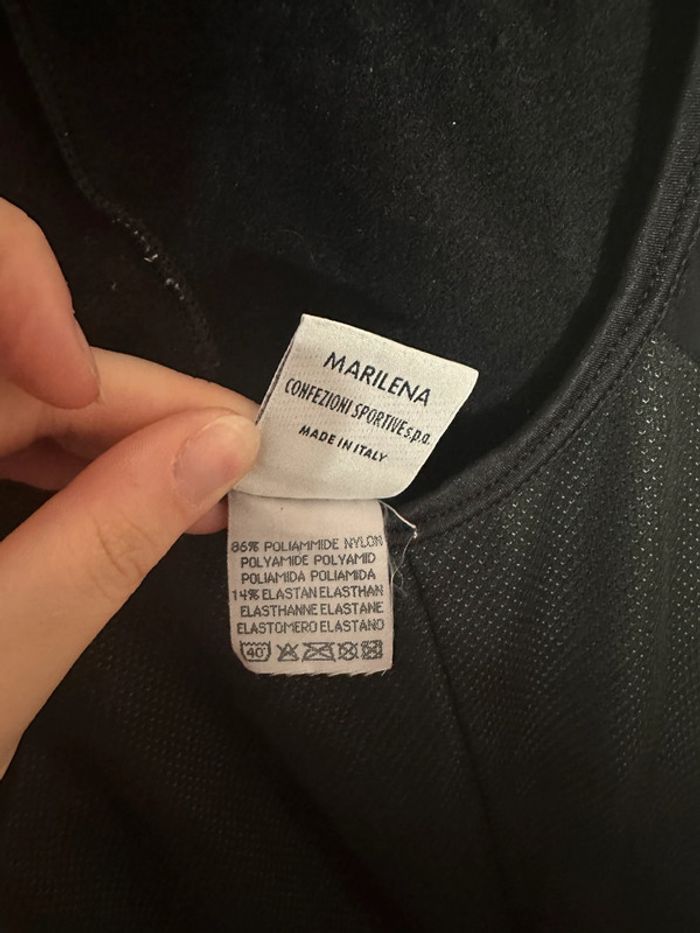 MARILENA
CONFEZIONI SPORTIVE s.p.a.
MADE IN ITALY
86% POLIAMMIDE NYLON
POLYAMIDE POLYAMID
POLIAMIDA POLIAMIDA
14% ELASTAN ELASTHAN
ELASTHANNE ELASTANE
ELASTOMERO ELASTANO
40°